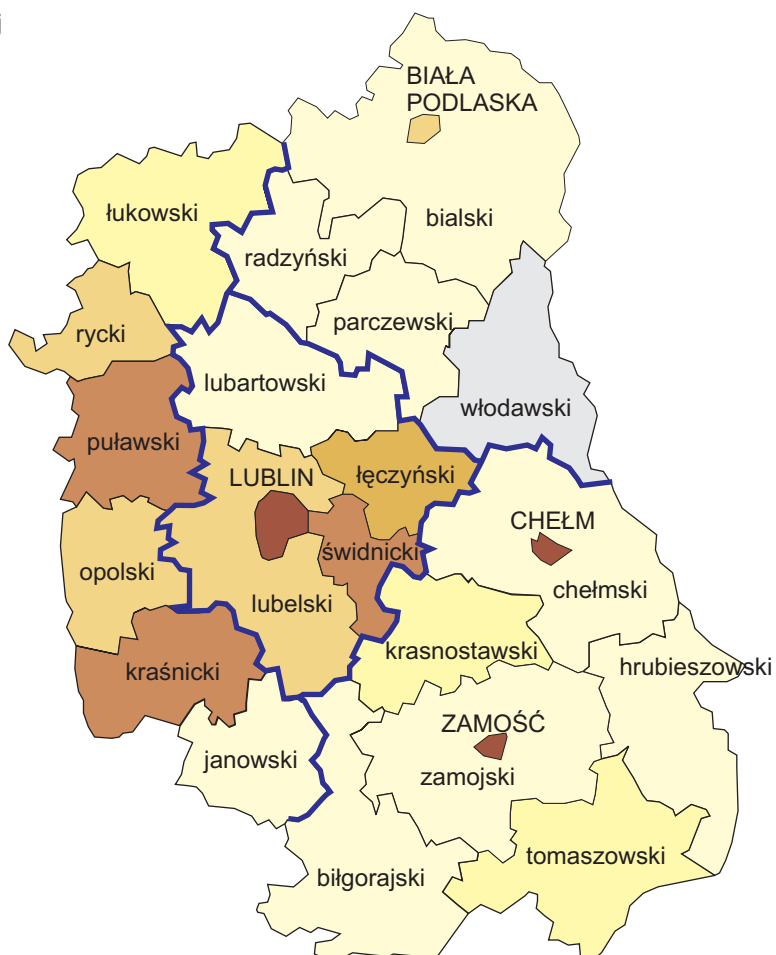 BIAŁA
PODLASKA
łukowski
bialski
radzyński
rycki
parczewski
lubartowski
włodawski
puławski
LUBLIN
łęczyński
CHEŁM
świdnicki
opolski
chełmski
lubelski
krasnostawski
hrubieszowski
kraśnicki
ZAMOŚĆ
janowski
zamojski
tomaszowski
biłgorajski